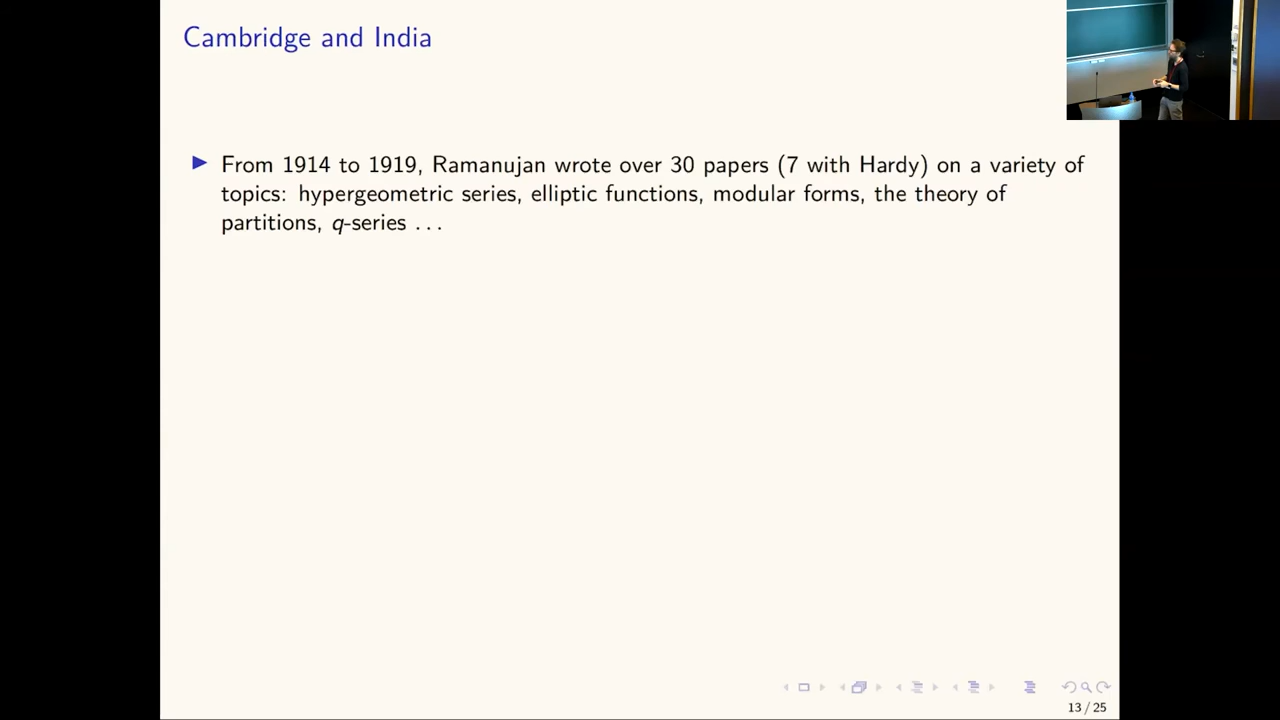 Cambridge and India
► From 1914 to 1919, Ramanujan wrote over 30 papers (7 with Hardy) on a variety of
topics: hypergeometric series, elliptic functions, modular forms, the theory of
partitions, q-series . . .
13 / 25